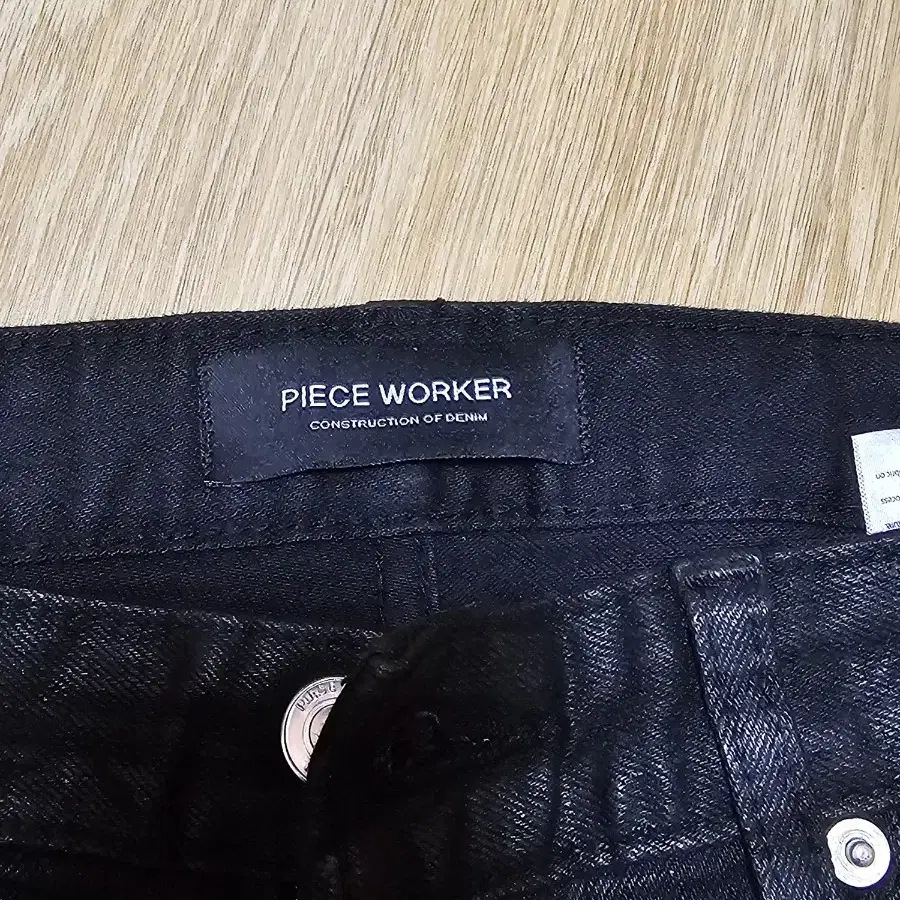 PIECE WORKER
CONSTRUCTION OF DENIM